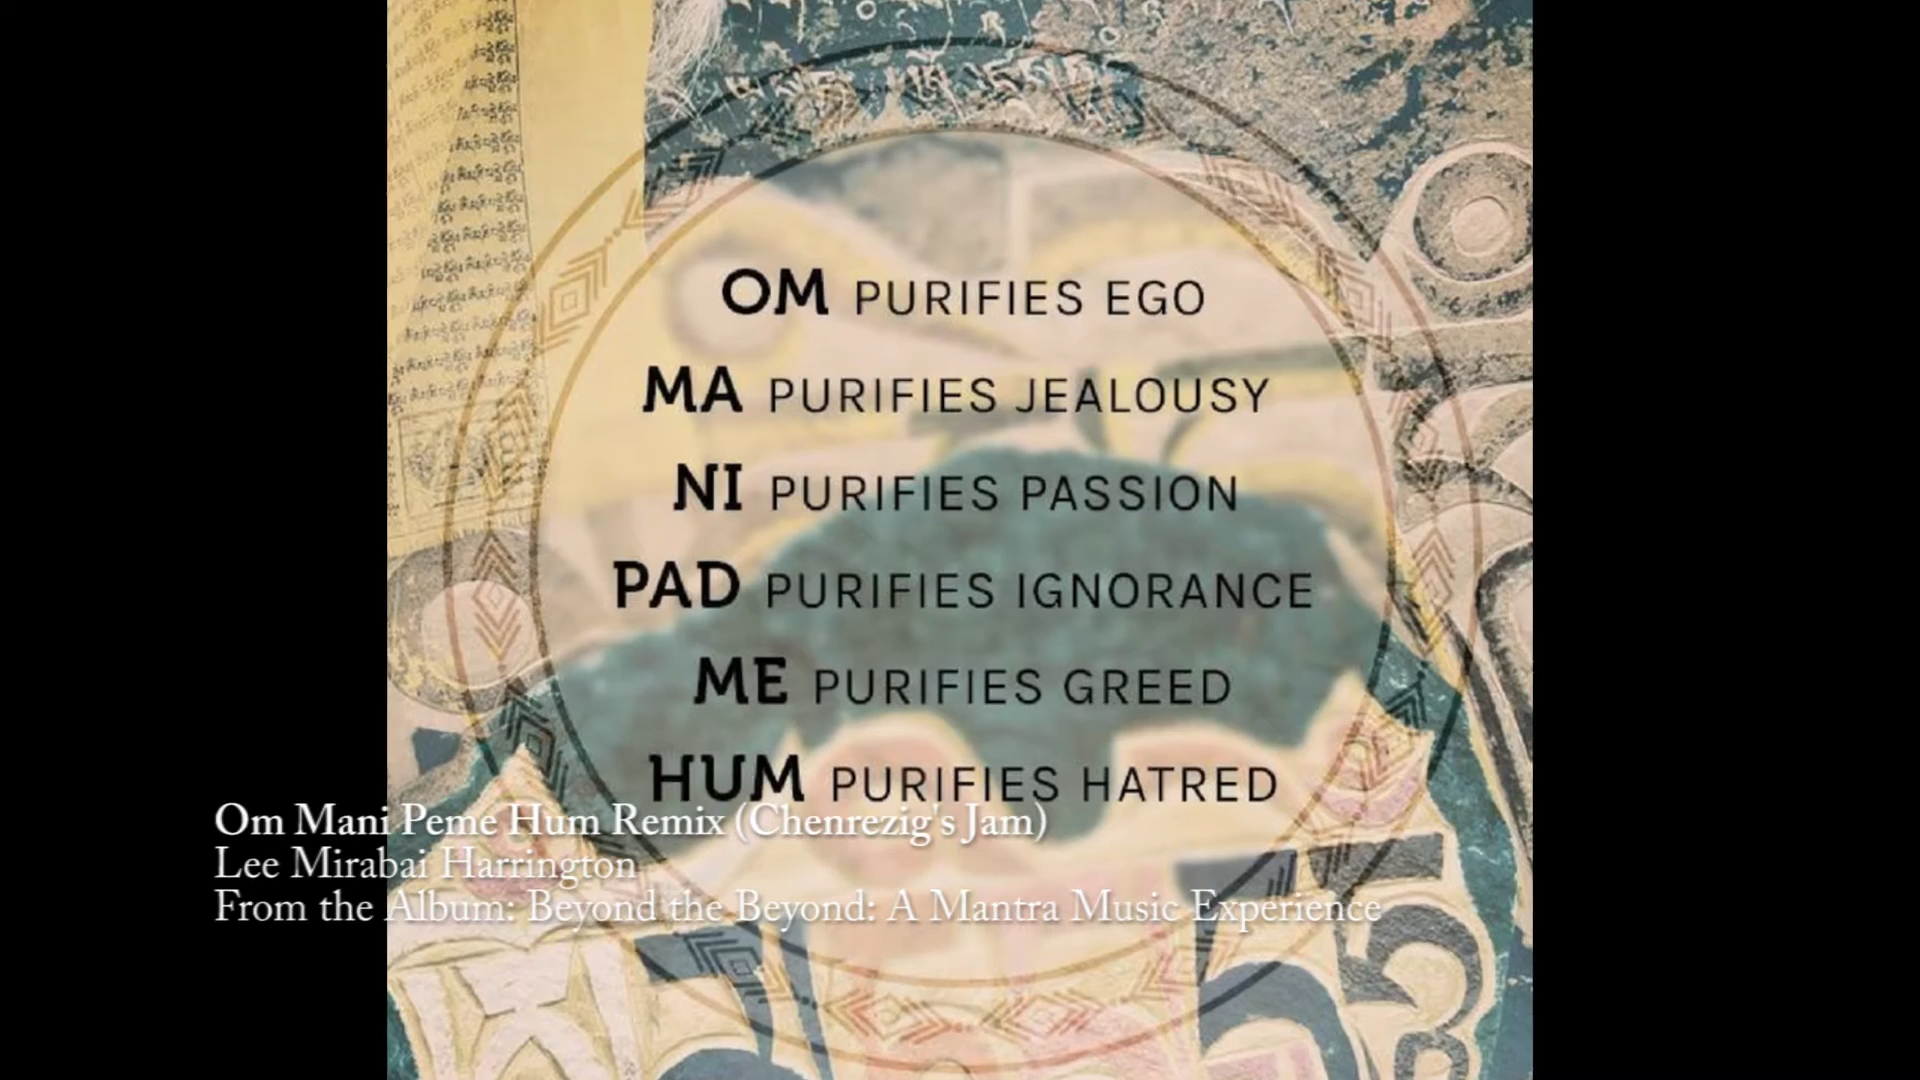 OM PURIFIES EGO
MA PURIFIES JEALOUSY
NI PURIFIES PASSION
PAD PURIFIES IGNORANCE
ME PURIFIES GREED
HUM PURIFIES HATRED
Om Mani Peme Hum Remix (Chenrezig's Jam)
Lee Mirabai Harrington
From the Album: Beyond the Beyond: A Mantra Music Experience